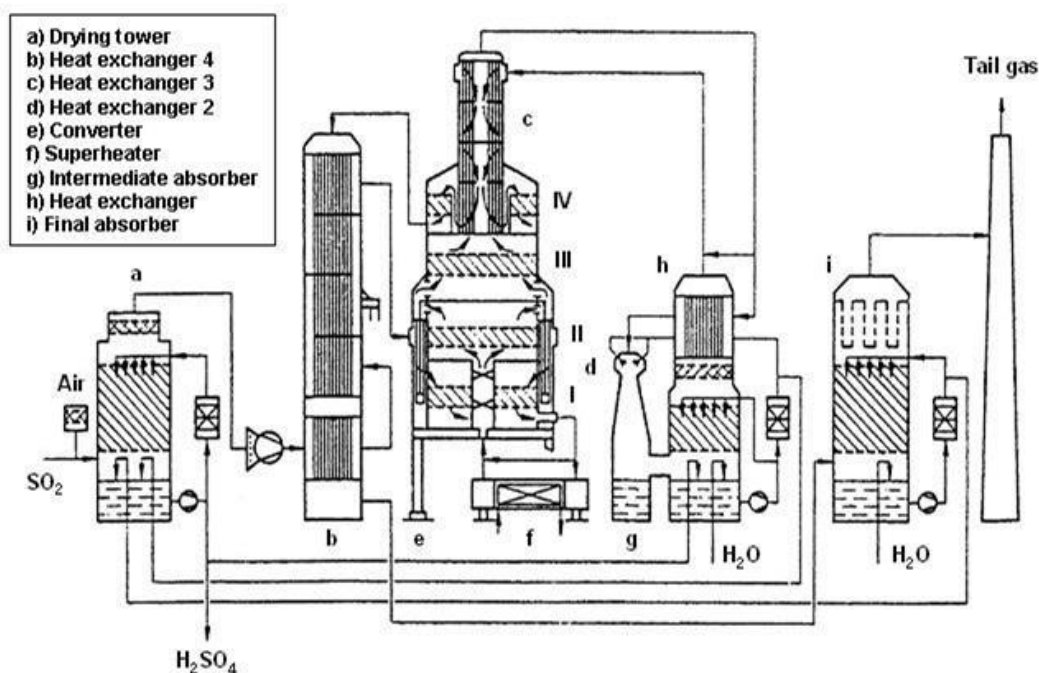 a) Drying tower
b) Heat exchanger 4
c) Heat exchanger 3
d) Heat exchanger 2
e) Converter
f) Superheater
g) Intermediate absorber
h) Heat exchanger
i) Final absorber
Tail gas
c
IV
III
h
i
a
II
d
Air
I
SO₂
b
e
f
g
H₂O
H₂O
H₂SO₄